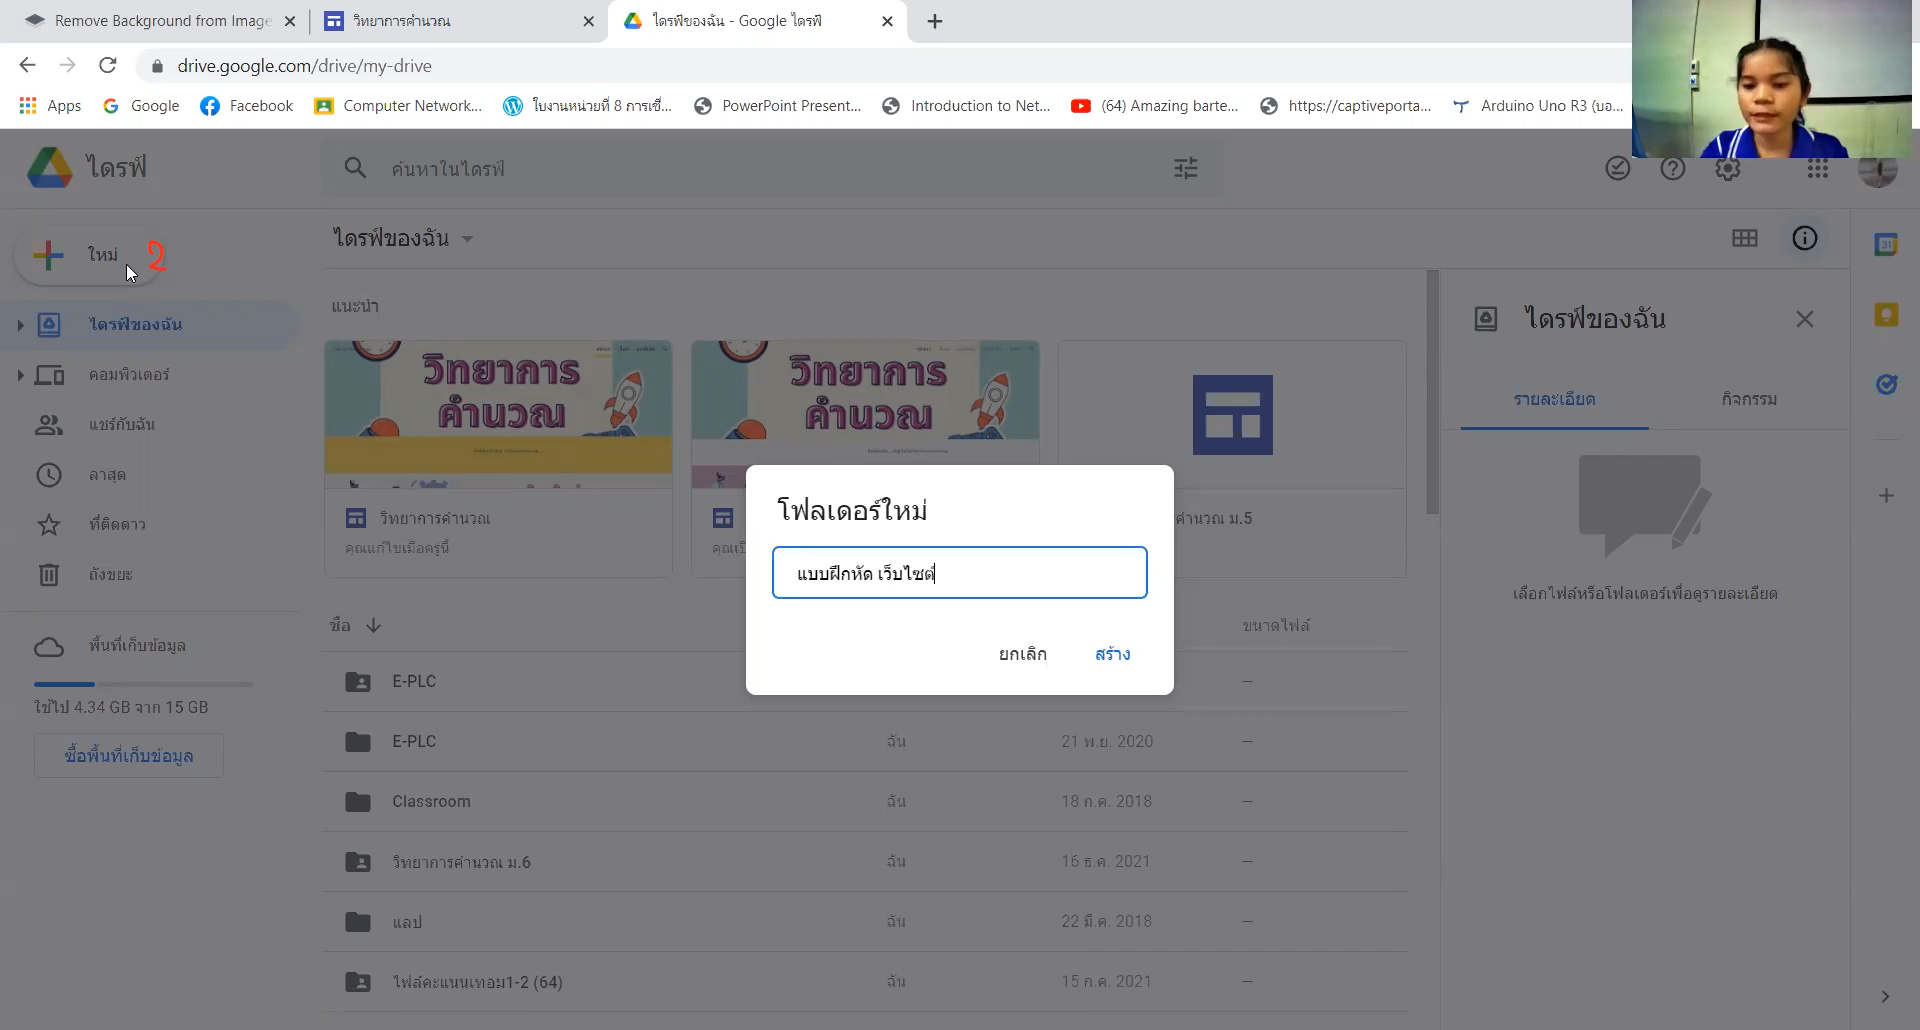 Remove Background from Image
วิทยาการคำนวณ
ไดรฟ์ของฉัน - Google ไดรฟ์
drive.google.com/drive/my-drive
Apps
Google
Facebook
Computer Network...
ใบงานหน่วยที่ 8 การเชื่...
PowerPoint Present...
Introduction to Net...
(64) Amazing barte...
https://captiveporta...
Arduino Uno R3 (บอ...
ไดรฟ์
ค้นหาในไดรฟ์
ใหม่
2
ไดรฟ์ของฉัน
31
แนะนำ
ไดรฟ์ของฉัน
ไดรฟ์ของฉัน
คอมพิวเตอร์
แชร์กับฉัน
ล่าสุด
ที่ติดดาว
ถังขยะ
วิทยาการ
คำนวณ
วิทยาการ
คำนวณ
รายละเอียด
กิจกรรม
วิทยาการคำนวณ
คุณแก้ไขเมื่อครู่นี้
คุณเปิ
คำนวณ ม.5
โฟลเดอร์ใหม่
แบบฝึกหัด เว็บไซต์
ยกเลิก
สร้าง
เลือกไฟล์หรือโฟลเดอร์เพื่อดูรายละเอียด
พื้นที่เก็บข้อมูล
ใช้ไป 4.34 GB จาก 15 GB
ซื้อพื้นที่เก็บข้อมูล
ชื่อ
ขนาดไฟล์
E-PLC
—
E-PLC
ฉัน
21 พ.ย. 2020
—
Classroom
ฉัน
18 ก.ค. 2018
—
วิทยาการคำนวณ ม.6
ฉัน
16 ธ.ค. 2021
—
แลป
ฉัน
22 มี.ค. 2018
—
ไฟล์คะแนนเทอม1-2 (64)
ฉัน
15 ก.ค. 2021
—